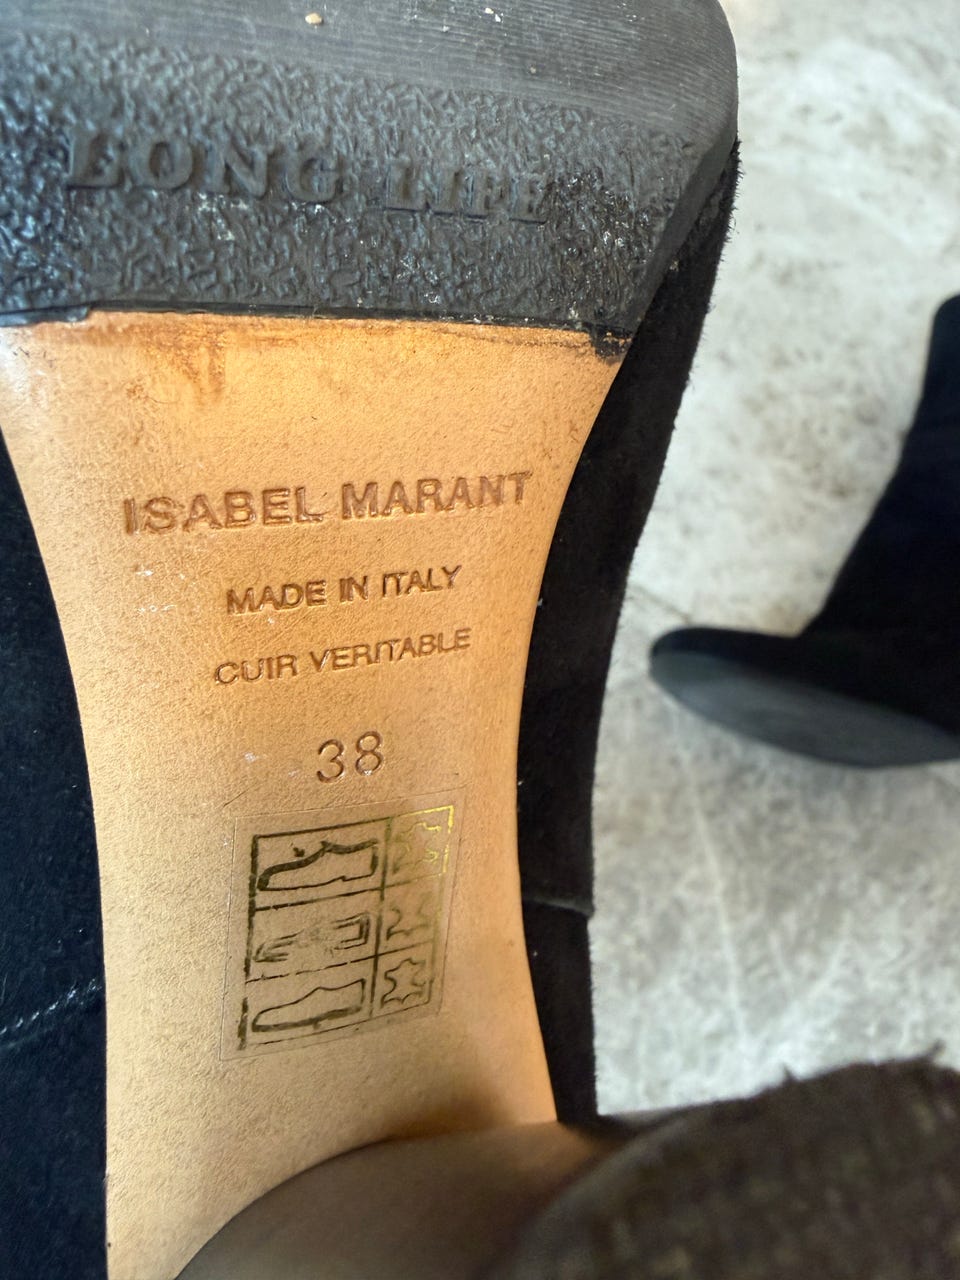 LONG LIFE
ISABEL MARANT
MADE IN ITALY
CUIR VERITABLE
38